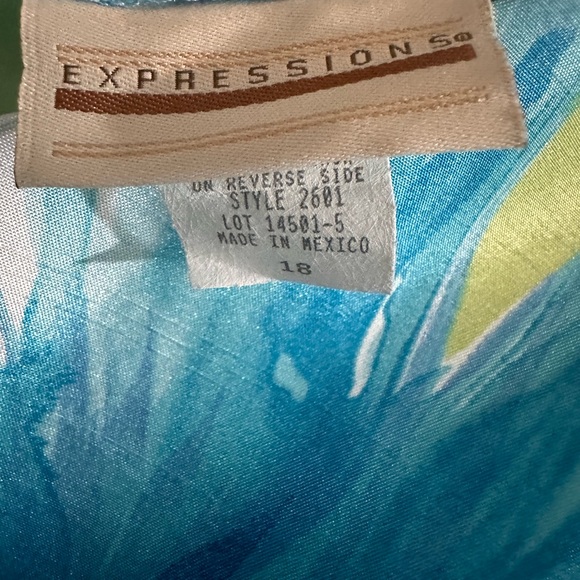 EXPRESSIONS®
ON REVERSE SIDE
STYLE 2601
LOT 14501-5
MADE IN MEXICO
18